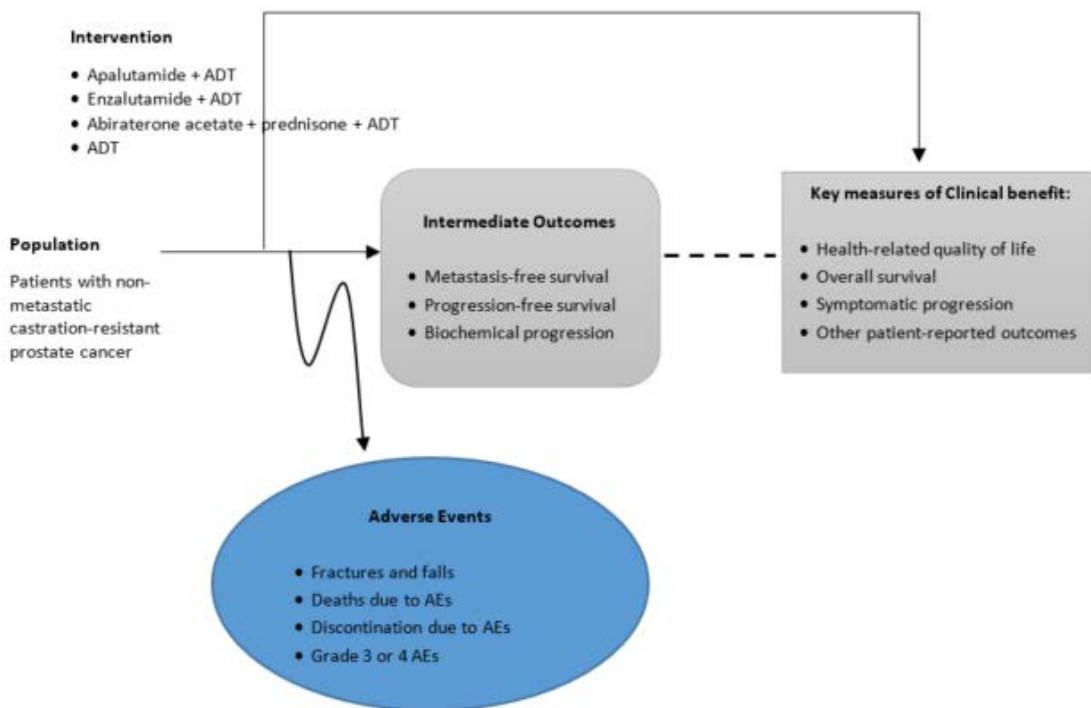 Intervention
• Apalutamide + ADT
• Enzalutamide + ADT
• Abiraterone acetate + prednisone + ADT
• ADT
Population
Patients with non-
metastatic
castration-resistant
prostate cancer
Intermediate Outcomes
• Metastasis-free survival
• Progression-free survival
• Biochemical progression
Key measures of Clinical benefit:
• Health-related quality of life
• Overall survival
• Symptomatic progression
• Other patient-reported outcomes
Adverse Events
• Fractures and falls
• Deaths due to AEs
• Discontination due to AEs
• Grade 3 or 4 AEs